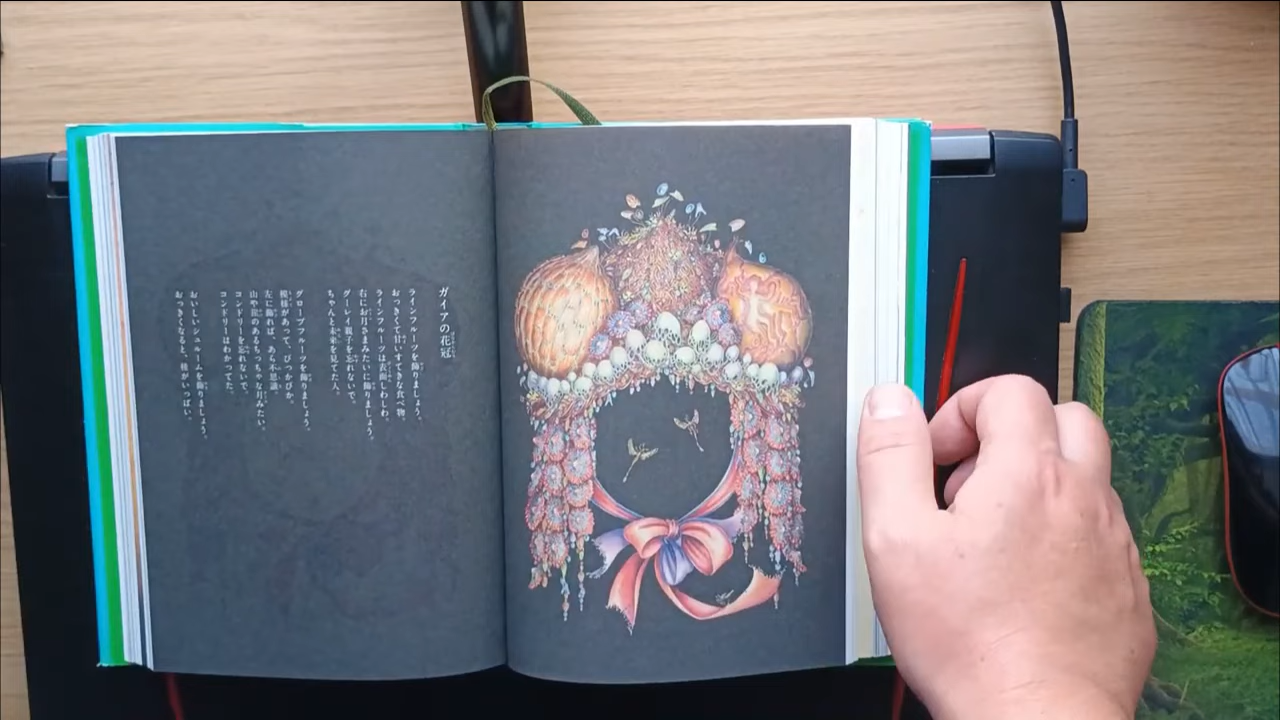 ガイアの花冠
ラインフルーツを飾りましょう。
おっきくて甘いすてきな食べ物。
ラインフルーツは表面しわしわ。
右にお月さまみたいに飾りましょう。
グーレイ親子を忘れないで。
ちゃんと未来を見てた人。
グローブフルーツを飾りましょう。
模様があって、ぴっかぴか。
左に飾れば、あら不思議。
山や崖のあるちっちゃな月みたい。
コンドリーを忘れないで。
コンドリーはわかってた。
おいしいシュルームを飾りましょう。
おっきくなると、枝がいっぱい。